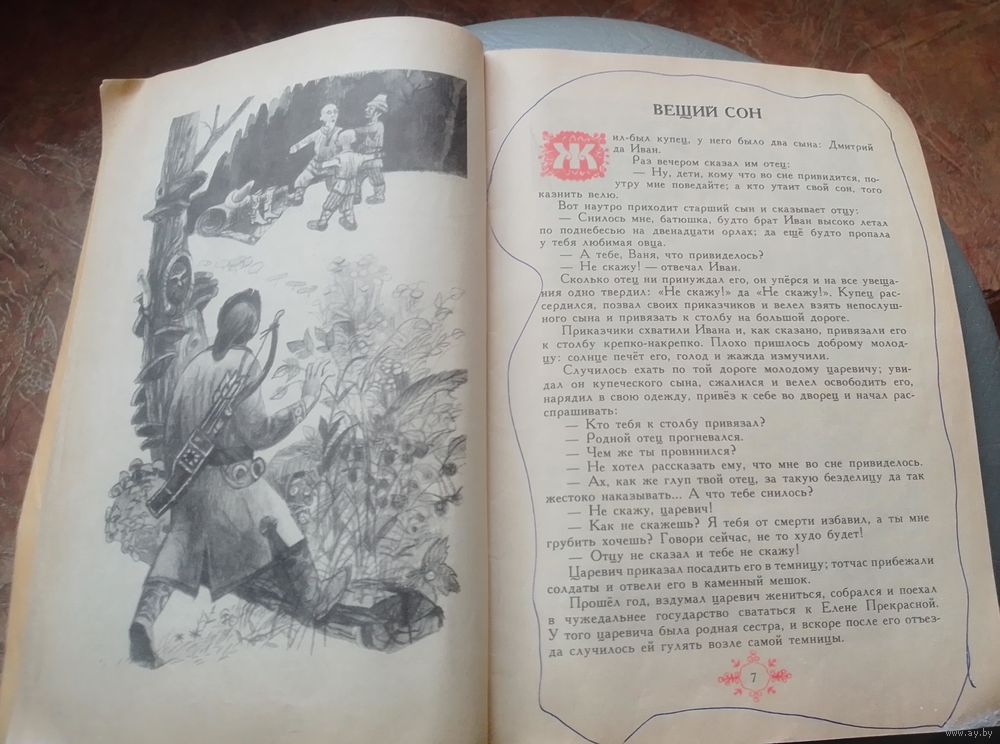 ВЕЩИЙ СОН
Жил-был купец, у него было два сына: Дмитрий
да Иван.
Раз вечером сказал им отец:
— Ну, дети, кому что во сне привидится, по-
утру мне поведайте; а кто утаит свой сон, того
казнить велю.
Вот наутро приходит старший сын и сказывает отцу:
— Снилось мне, батюшка, будто брат Иван высоко летал
по поднебесью на двенадцати орлах; да ещё будто пропала
у тебя любимая овца.
— А тебе, Ваня, что привиделось?
— Не скажу! — отвечал Иван.
Сколько отец ни принуждал его, он упёрся и на все увеща-
ния одно твердил: «Не скажу!» да «Не скажу!». Купец рас-
сердился, позвал своих приказчиков и велел взять непослуш-
ного сына и привязать к столбу на большой дороге.
Приказчики схватили Ивана и, как сказано, привязали его
к столбу крепко-накрепко. Плохо пришлось доброму молод-
цу: солнце печёт его, голод и жажда измучили.
Случилось ехать по той дороге молодому царевичу; уви-
дал он купеческого сына, сжалился и велел освободить его,
нарядил в свою одежду, привёз к себе во дворец и начал рас-
спрашивать:
— Кто тебя к столбу привязал?
— Родной отец прогневался.
— Чем же ты провинился?
— Не хотел рассказать ему, что мне во сне привиделось.
— Ах, как же глуп твой отец, за такую безделицу да так
жестоко наказывать... А что тебе снилось?
— Не скажу, царевич!
— Как не скажешь? Я тебя от смерти избавил, а ты мне
грубить хочешь? Говори сейчас, не то худо будет!
— Отцу не сказал и тебе не скажу!
Царевич приказал посадить его в темницу; тотчас прибежали
солдаты и отвели его в каменный мешок.
Прошёл год, вздумал царевич жениться, собрался и поехал
в чужедальнее государство свататься к Елене Прекрасной.
У того царевича была родная сестра, и вскоре после его отъез-
да случилось ей гулять возле самой темницы.
7
www.ay.by